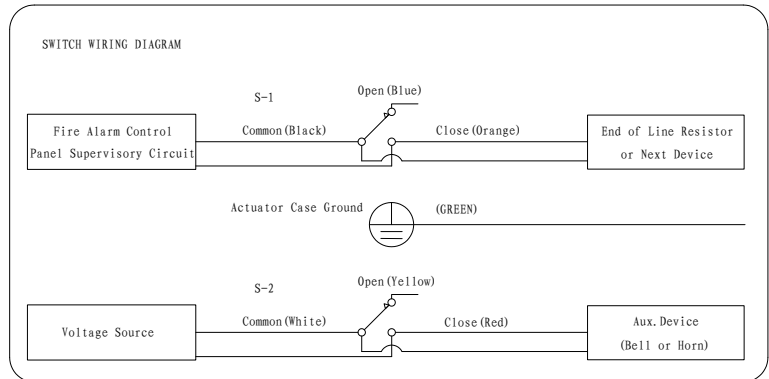 SWITCH WIRING DIAGRAM
S-1
Open(Blue)
Fire Alarm Control
Panel Supervisory Circuit
Common(Black)
Close(Orange)
End of Line Resistor
or Next Device
Actuator Case Ground
(GREEN)
S-2
Open(Yellow)
Voltage Source
Common(White)
Close(Red)
Aux.Device
(Bell or Horn)